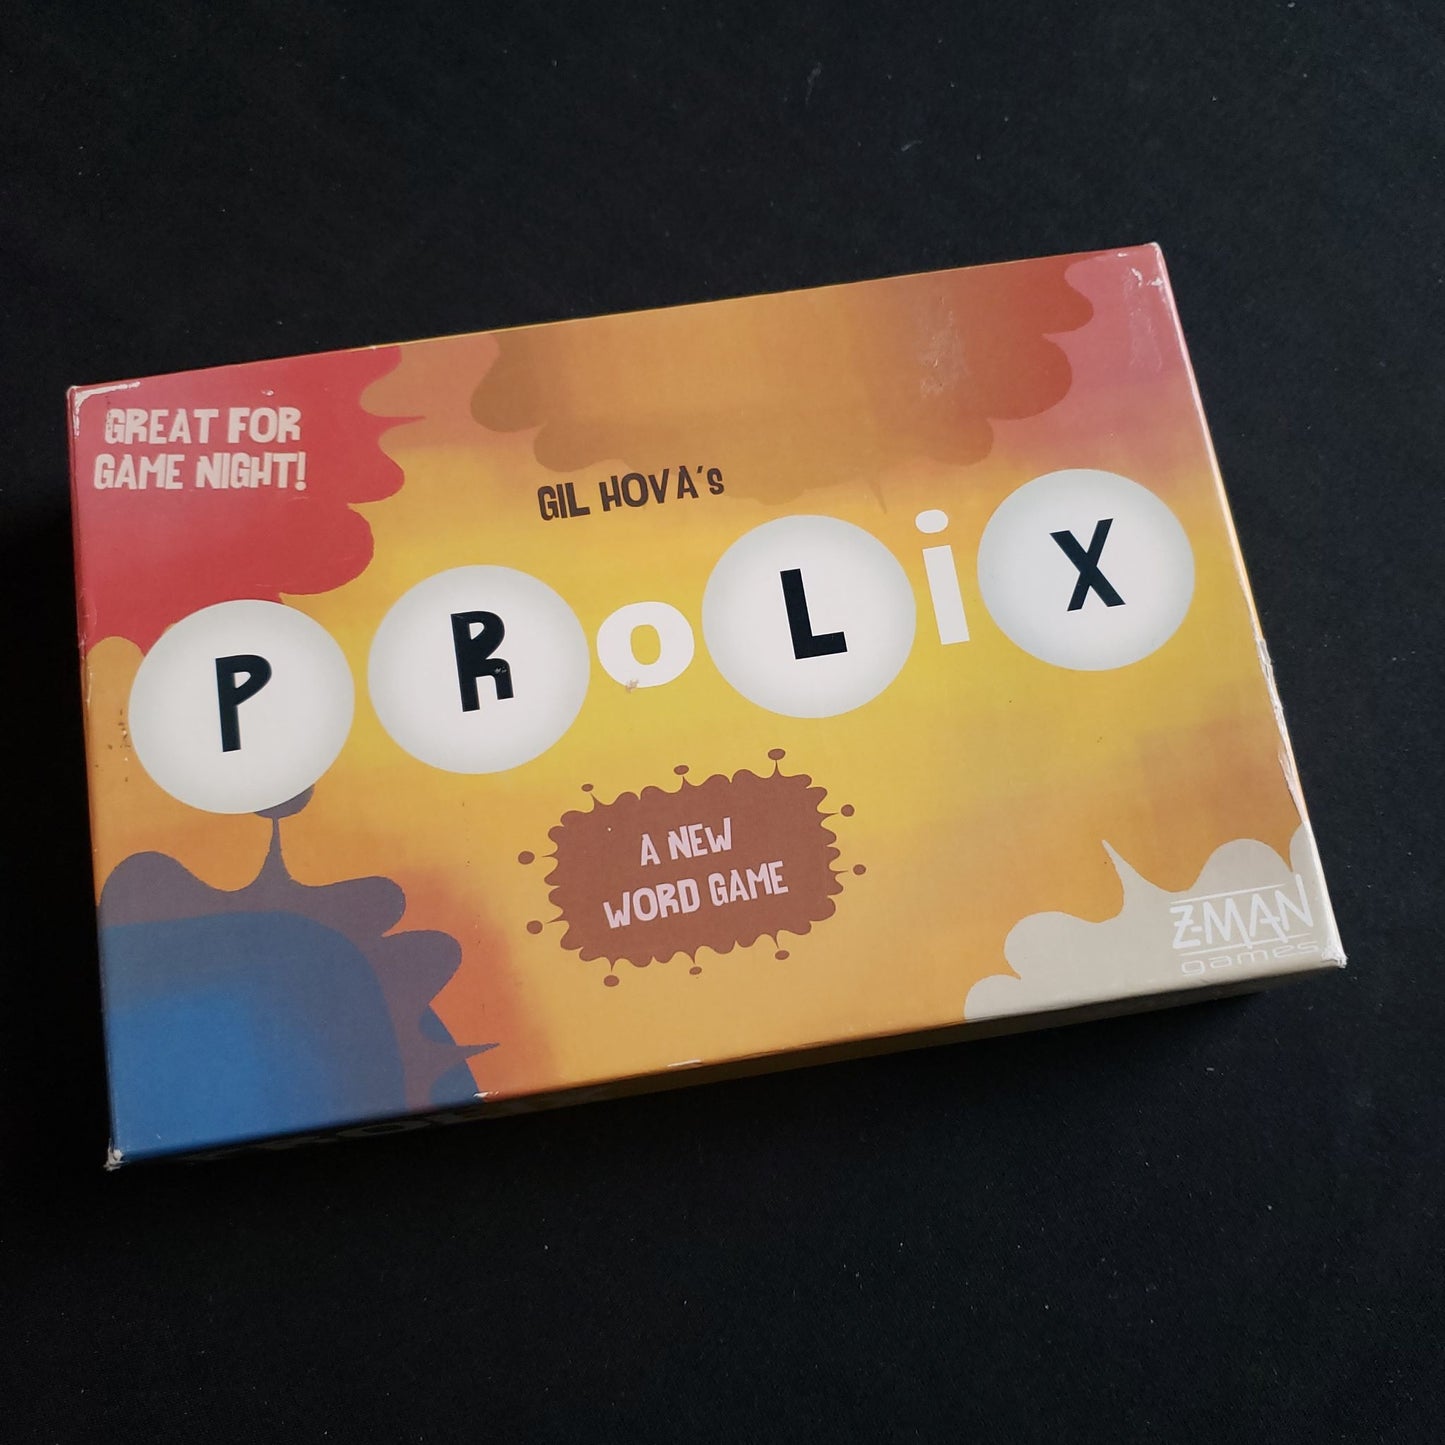 GREAT FOR
GAME NIGHT!
GIL HOVA's
PRoLiX
A NEW
WORD GAME
Z-MAN
games